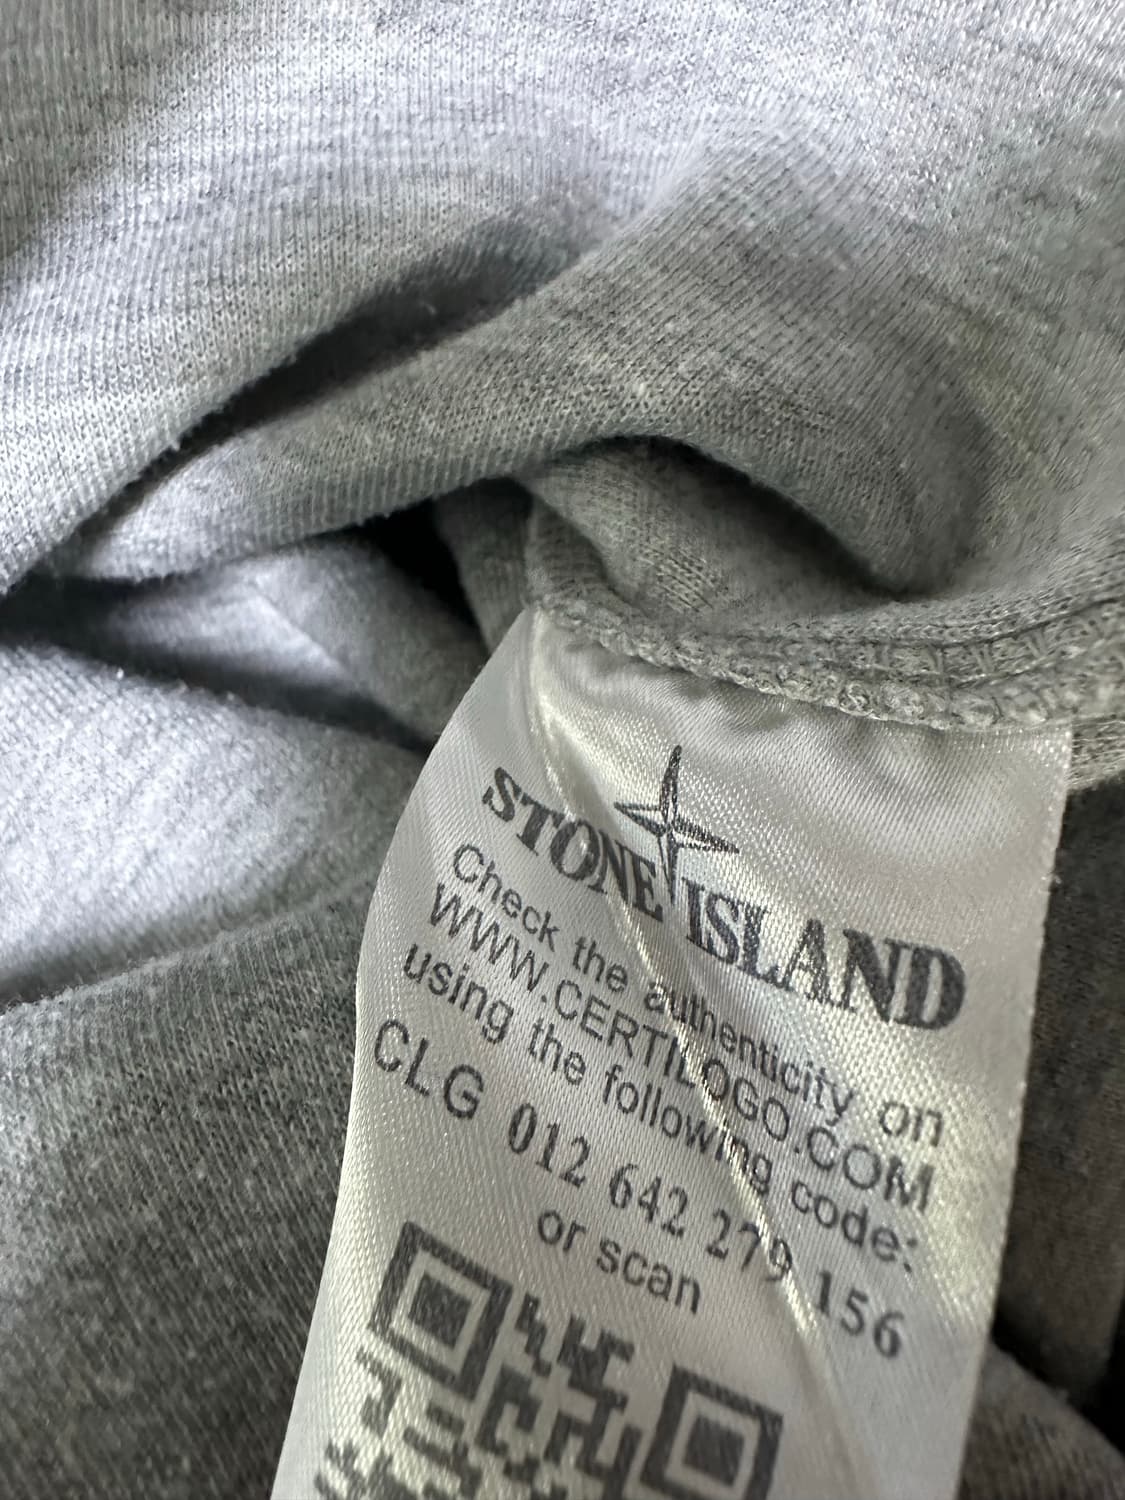 STONE ISLAND
Check the authenticity on
WWW.CERTILOGO.COM
using the following code:
CLG 012 642 279 156
or scan